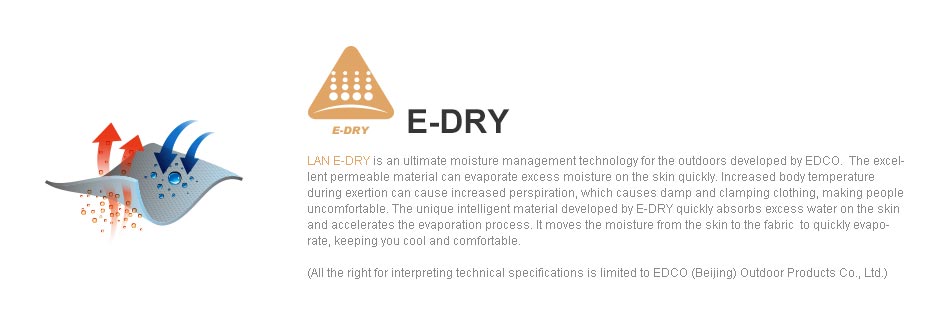 E-DRY
E-DRY
LAN E-DRY is an ultimate moisture management technology for the outdoors developed by EDCO. The excel-
lent permeable material can evaporate excess moisture on the skin quickly. Increased body temperature
during exertion can cause increased perspiration, which causes damp and clamping clothing, making people
uncomfortable. The unique intelligent material developed by E-DRY quickly absorbs excess water on the skin
and accelerates the evaporation process. It moves the moisture from the skin to the fabric to quickly evapo-
rate, keeping you cool and comfortable.
(All the right for interpreting technical specifications is limited to EDCO (Beijing) Outdoor Products Co., Ltd.)